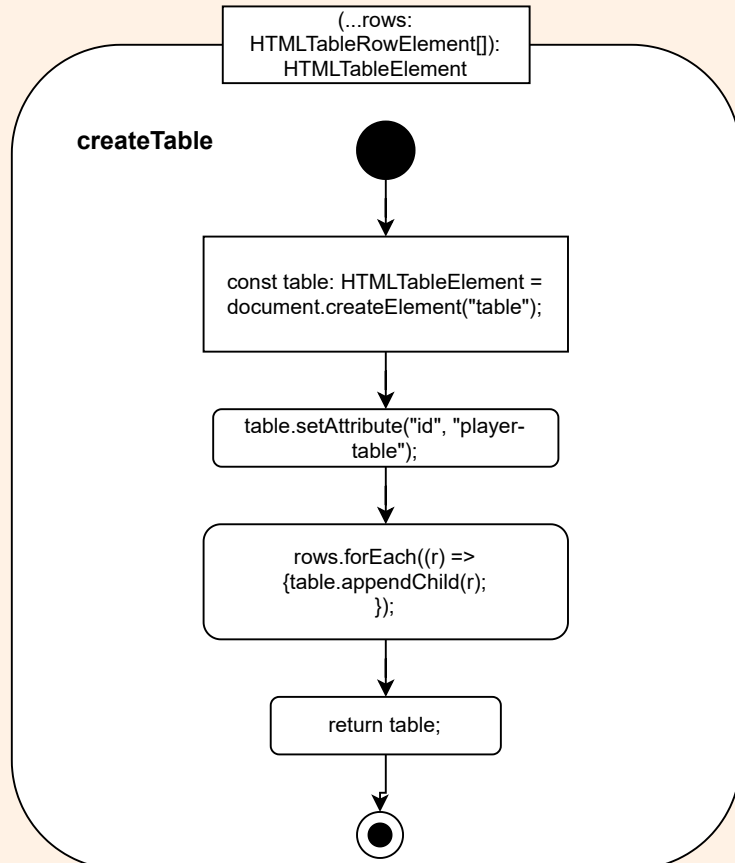 (...rows:
HTMLTableRowElement[]):
HTMLTableElement
createTable
const table: HTMLTableElement =
document.createElement("table");
table.setAttribute("id", "player-
table");
rows.forEach((r) =>
{table.appendChild(r);
});
return table;